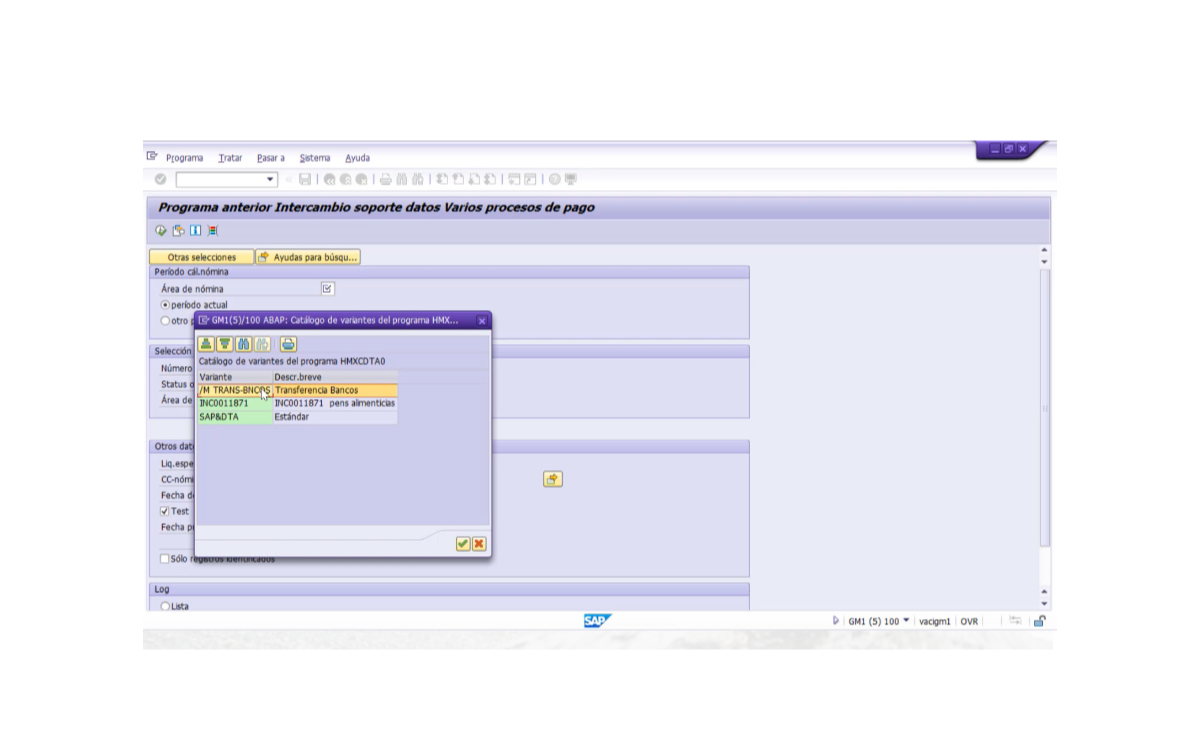 Programa Tratar Pasar a Sistema Ayuda
Programa anterior Intercambio soporte datos Varios procesos de pago
Otras selecciones Ayudas para búsqu...
Período cál.nómina
Área de nómina
período actual
otro p
GM1(5)/100 ABAP: Catálogo de variantes del programa HMX...
Selección
Catálogo de variantes del programa HMXCDTA0
Número
Variante Descr.breve
Status o
/M TRANS-BNCOS Transferencia Bancos
Área de
INC0011871 INC0011871 pens alimenticias
SAP&DTA Estándar
Otros dat
Liq.espe
CC-nómi
Fecha de
Test
Fecha pr
Sólo registros identificados
Log
Lista
SAP GM1 (5) 100 vacigm1 OVR